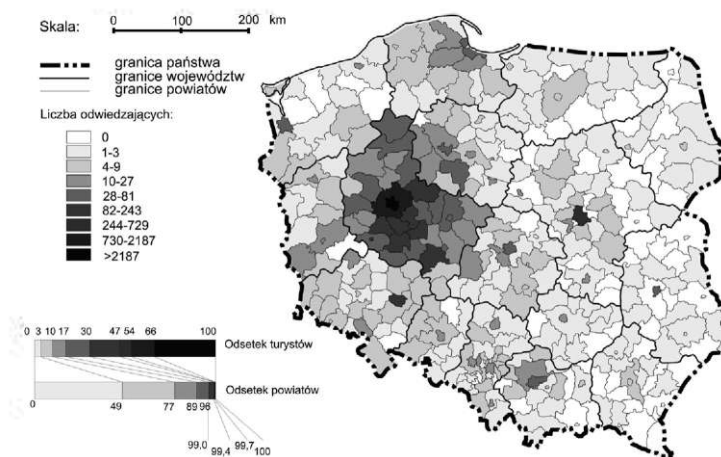 Skala:
0 100 200 km
granica państwa
granice województw
granice powiatów
Liczba odwiedzających:
0
1-3
4-9
10-27
28-81
82-243
244-729
730-2187
>2187
0 3 10 17 30 47 54 66 100
Odsetek turystów
Odsetek powiatów
0 49 77 89 96
99,0
99,4
99,7
100